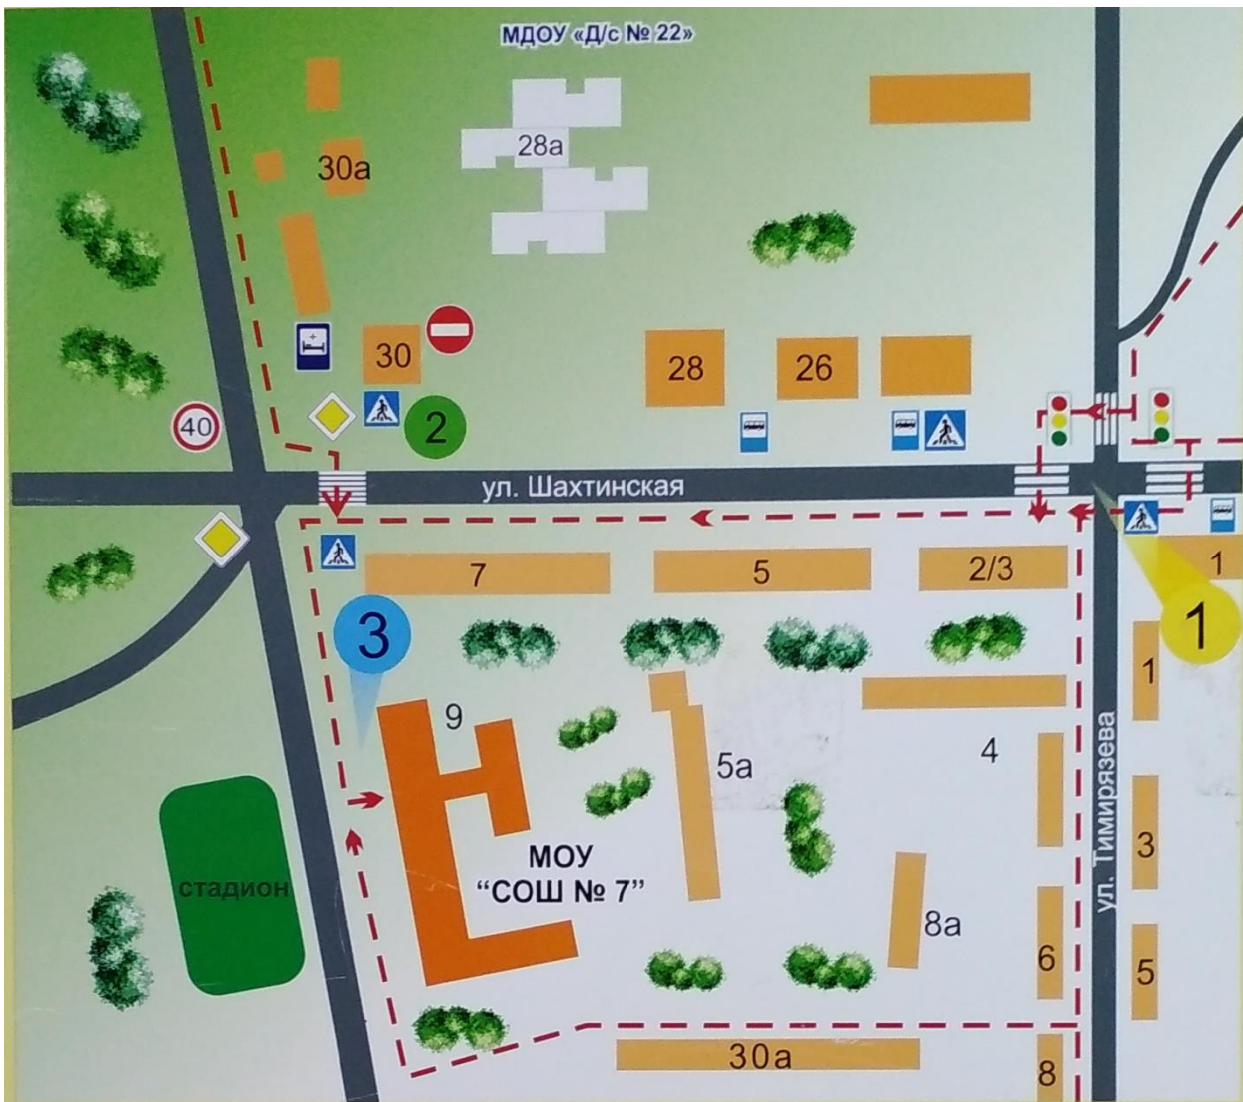 МДОУ «Д/с № 22»
28а
30а
30
28
26
40
2
ул. Шахтинская
7
5
2/3
1
3
1
1
9
5а
4
ул. Тимирязева
МОУ
“СОШ № 7”
3
стадион
8а
6
5
30а
8